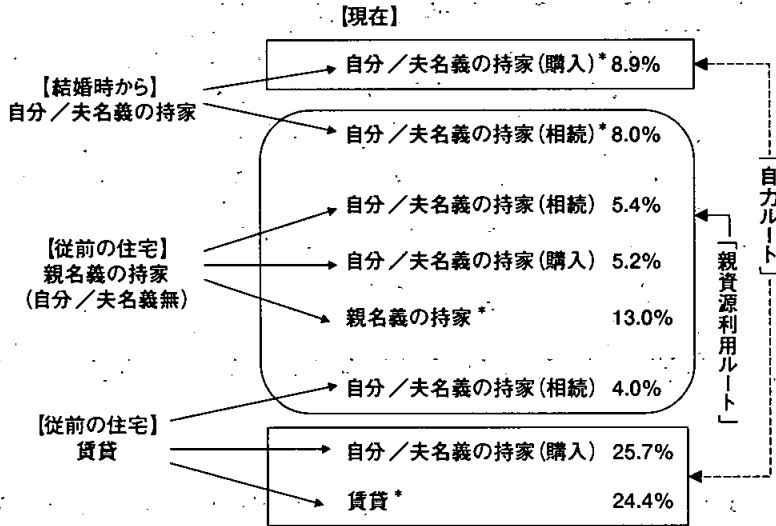 【現在】
自分／夫名義の持家(購入)* 8.9%
【結婚時から】
自分／夫名義の持家
自分／夫名義の持家(相続)* 8.0%
自分／夫名義の持家(相続) 5.4%
【従前の住宅】
親名義の持家
(自分／夫名義無)
自分／夫名義の持家(購入) 5.2%
親名義の持家* 13.0%
自分／夫名義の持家(相続) 4.0%
【従前の住宅】
賃貸
自分／夫名義の持家(購入) 25.7%
賃貸* 24.4%
「親資源利用ルート」
「自力ルート」